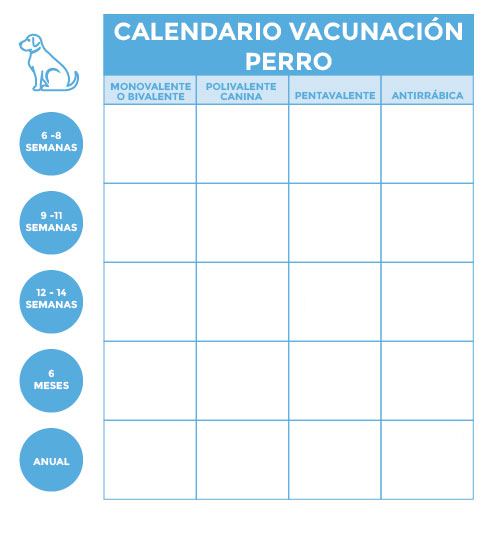 CALENDARIO VACUNACIÓN
PERRO
MONOVALENTE
O BIVALENTE
POLIVALENTE
CANINA
PENTAVALENTE
ANTIRRÁBICA
6 -8
SEMANAS
9 -11
SEMANAS
12 - 14
SEMANAS
6
MESES
ANUAL